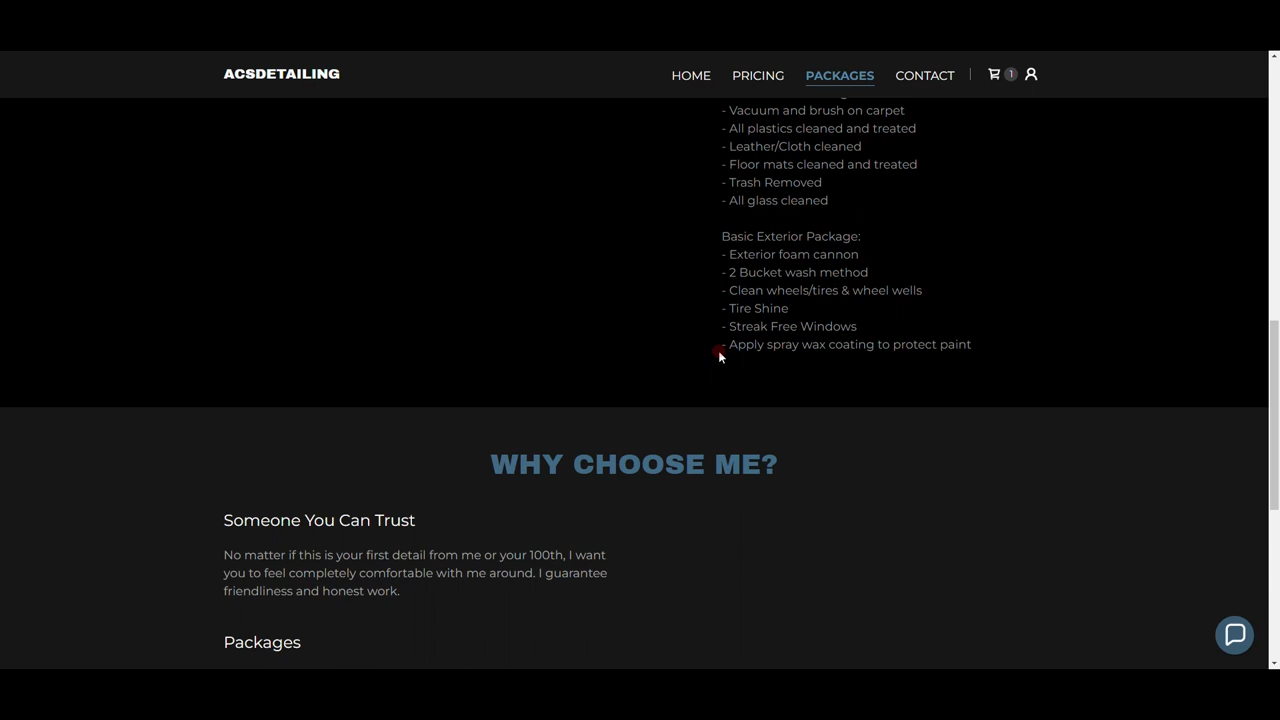 ACSDETAILING
HOME PRICING PACKAGES CONTACT 1
- Vacuum and brush on carpet
- All plastics cleaned and treated
- Leather/Cloth cleaned
- Floor mats cleaned and treated
- Trash Removed
- All glass cleaned
Basic Exterior Package:
- Exterior foam cannon
- 2 Bucket wash method
- Clean wheels/tires & wheel wells
- Tire Shine
- Streak Free Windows
- Apply spray wax coating to protect paint
WHY CHOOSE ME?
Someone You Can Trust
No matter if this is your first detail from me or your 100th, I want
you to feel completely comfortable with me around. I guarantee
friendliness and honest work.
Packages